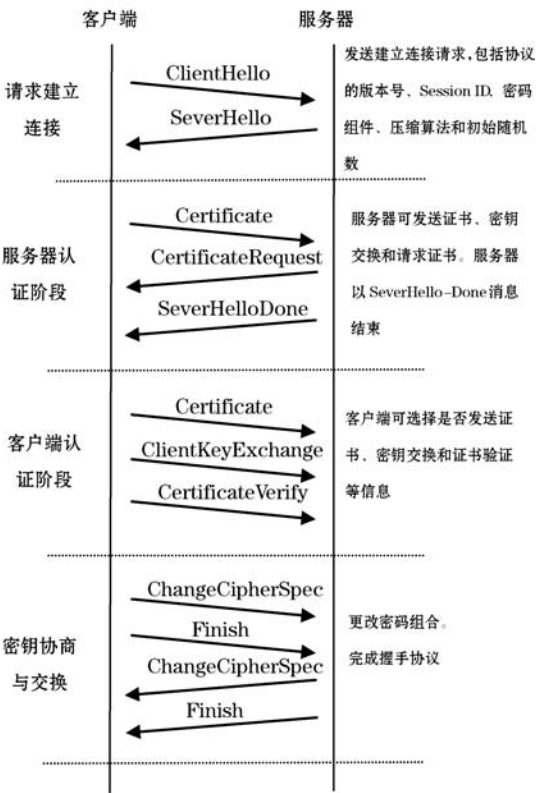 客户端
服务器
请求建立
连接
ClientHello
SeverHello
发送建立连接请求,包括协议
的版本号、Session ID、密码
组件、压缩算法和初始随机
数
服务器认
证阶段
Certificate
CertificateRequest
SeverHelloDone
服务器可发送证书、密钥
交换和请求证书。服务器
以 SeverHello-Done 消息
结束
客户端认
证阶段
Certificate
ClientKeyExchange
CertificateVerify
客户端可选择是否发送证
书、密钥交换和证书验证
等信息
密钥协商
与交换
ChangeCipherSpec
Finish
ChangeCipherSpec
Finish
更改密码组合。
完成握手协议